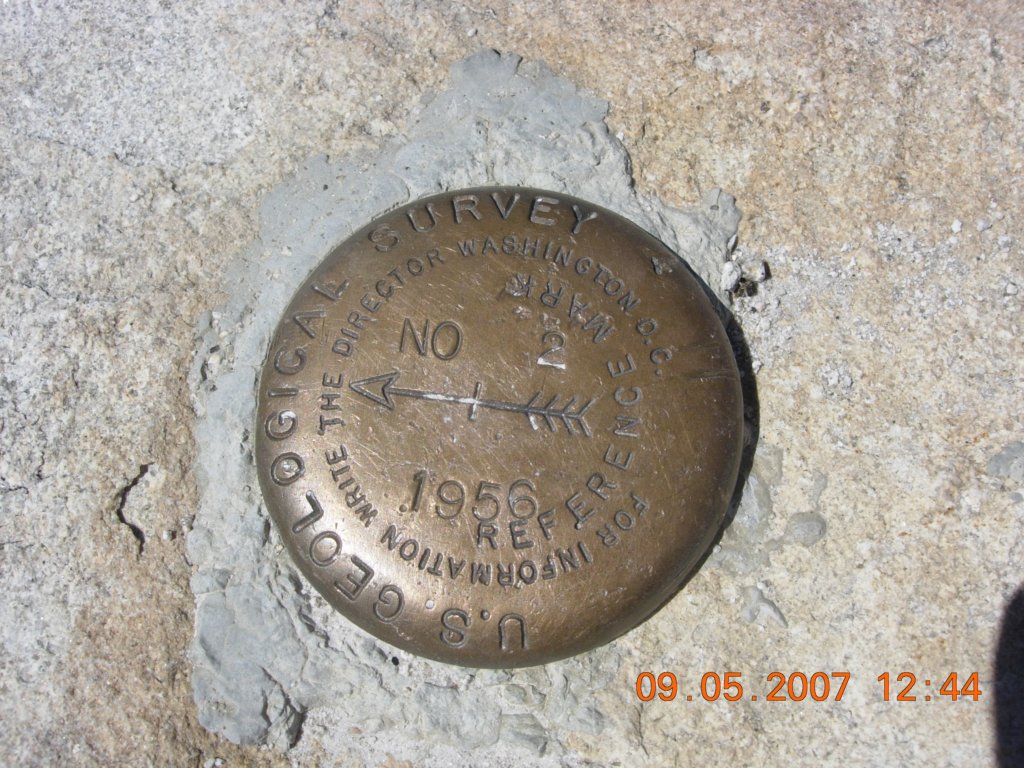 U.S. GEOLOGICAL SURVEY
FOR INFORMATION WRITE THE DIRECTOR WASHINGTON D.C.
REFERENCE MARK
NO 2
1956
09.05.2007 12:44